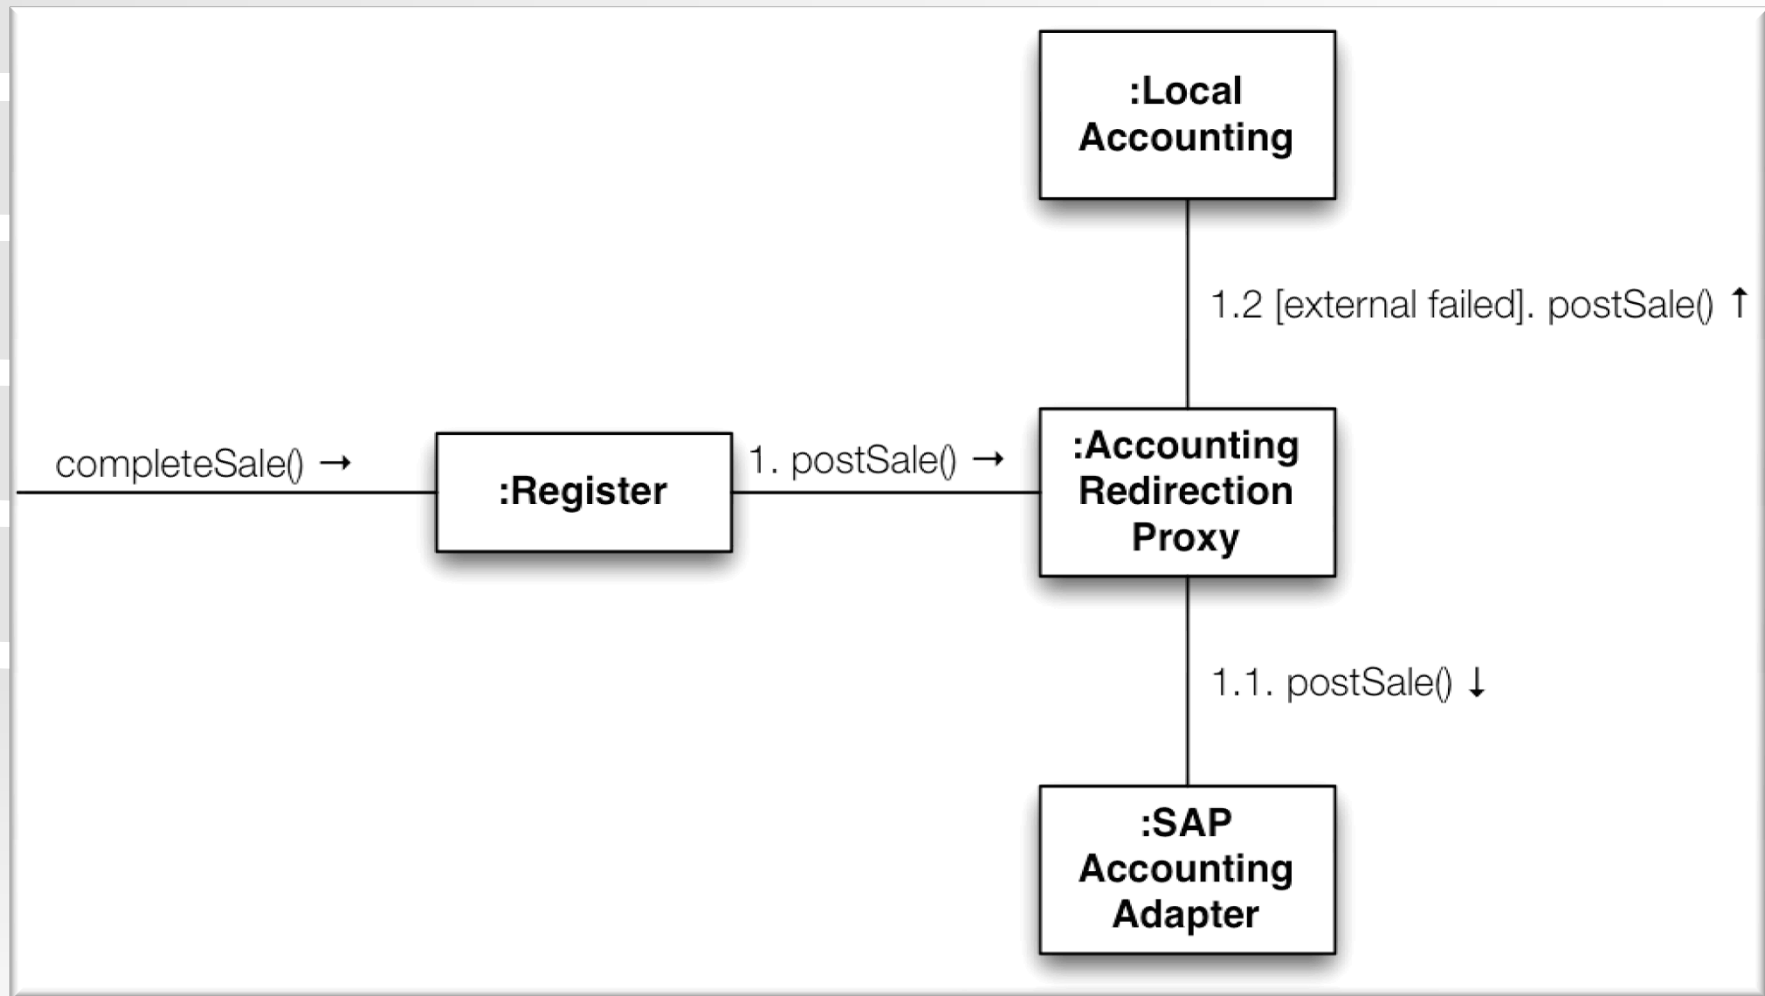 :Local
Accounting
1.2 [external failed]. postSale() ↑
completeSale() →
:Register
1. postSale() →
:Accounting
Redirection
Proxy
1.1. postSale() ↓
:SAP
Accounting
Adapter